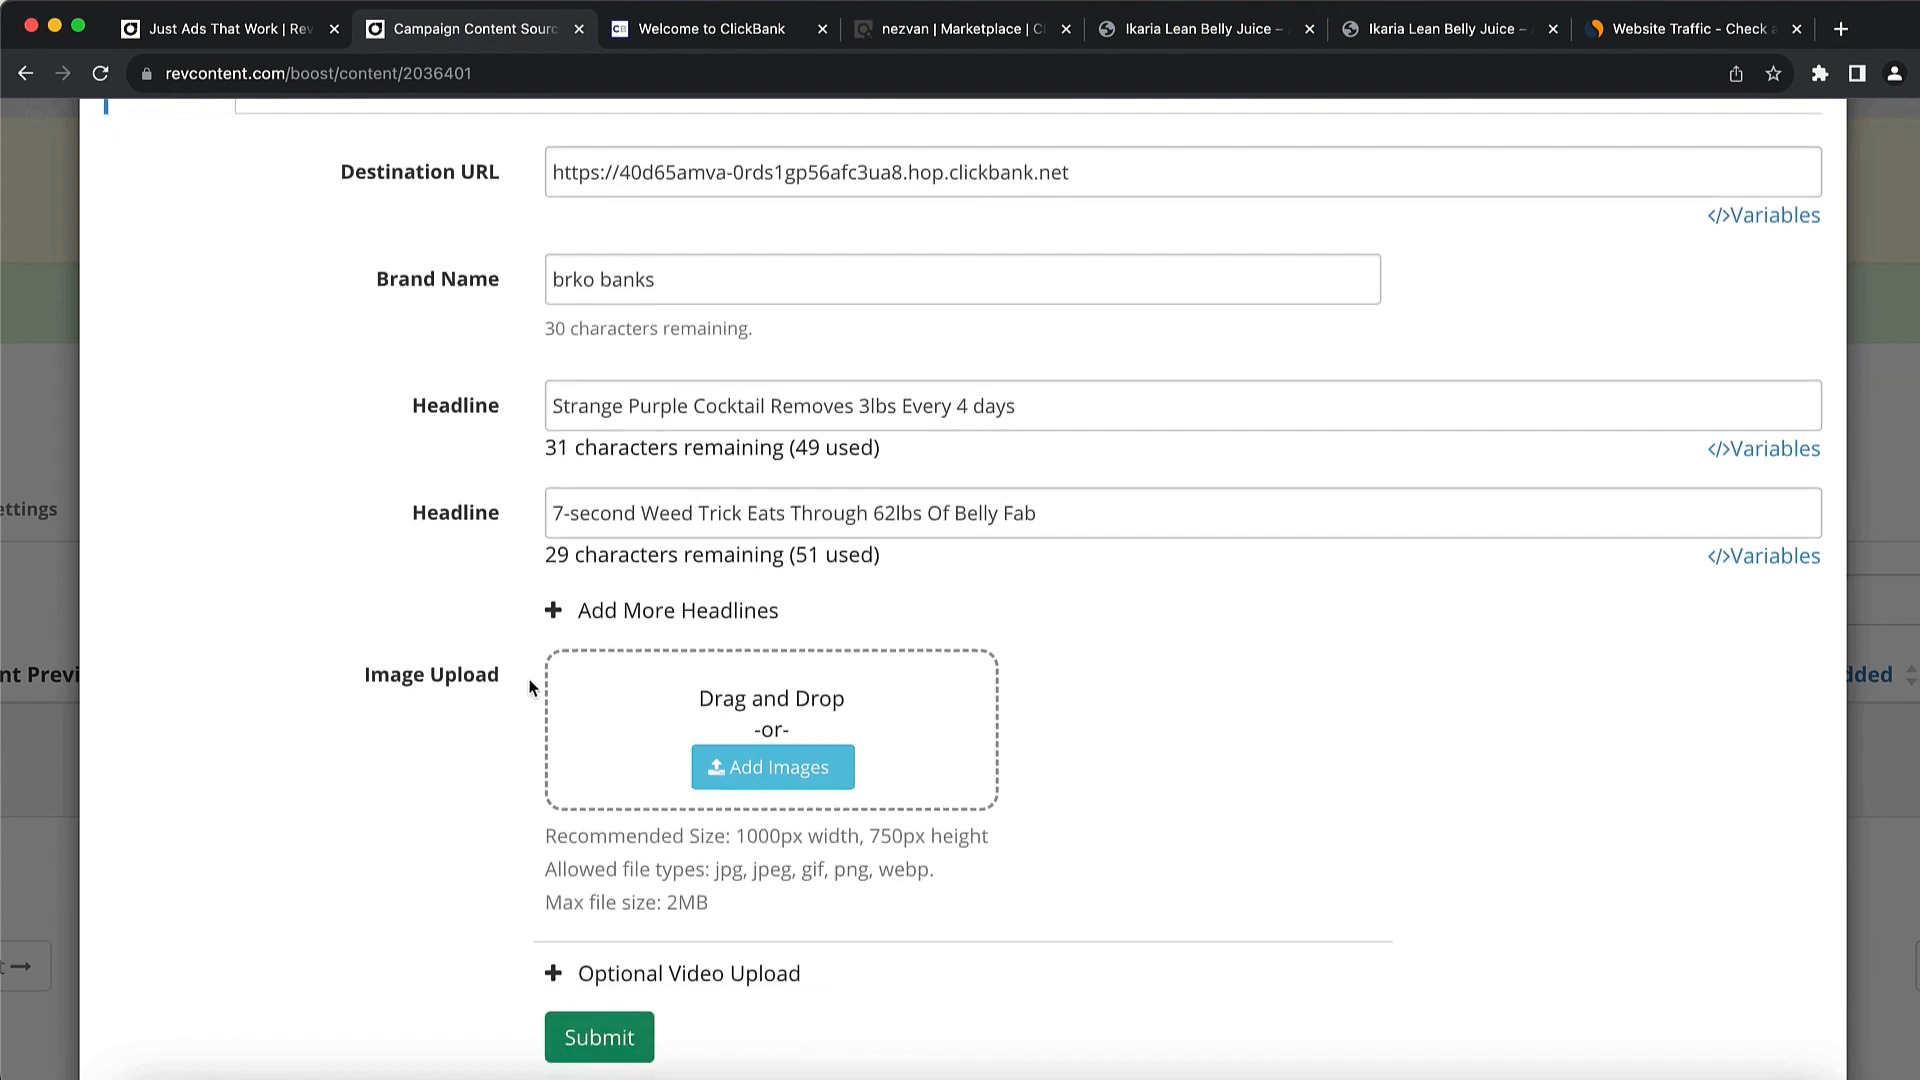 Just Ads That Work | Rev
Campaign Content Sourc
CB Welcome to ClickBank
nezvan | Marketplace | C
Ikaria Lean Belly Juice –
Ikaria Lean Belly Juice –
Website Traffic - Check
revcontent.com/boost/content/2036401
Destination URL
https://40d65amva-0rds1gp56afc3ua8.hop.clickbank.net
</>Variables
Brand Name
brko banks
30 characters remaining.
Headline
Strange Purple Cocktail Removes 3lbs Every 4 days
31 characters remaining (49 used)
</>Variables
ettings
Headline
7-second Weed Trick Eats Through 62lbs Of Belly Fab
29 characters remaining (51 used)
</>Variables
Add More Headlines
nt Previ
Image Upload
dded
Drag and Drop
-or-
Add Images
Recommended Size: 1000px width, 750px height
Allowed file types: jpg, jpeg, gif, png, webp.
Max file size: 2MB
Optional Video Upload
Submit